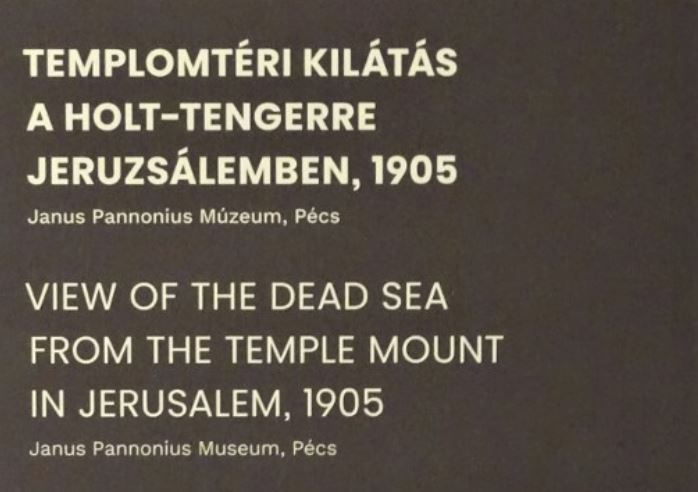 TEMPLOMTÉRI KILÁTÁS
A HOLT-TENGERRE
JERUZSÁLEMBEN, 1905
Janus Pannonius Múzeum, Pécs
VIEW OF THE DEAD SEA
FROM THE TEMPLE MOUNT
IN JERUSALEM, 1905
Janus Pannonius Museum, Pécs